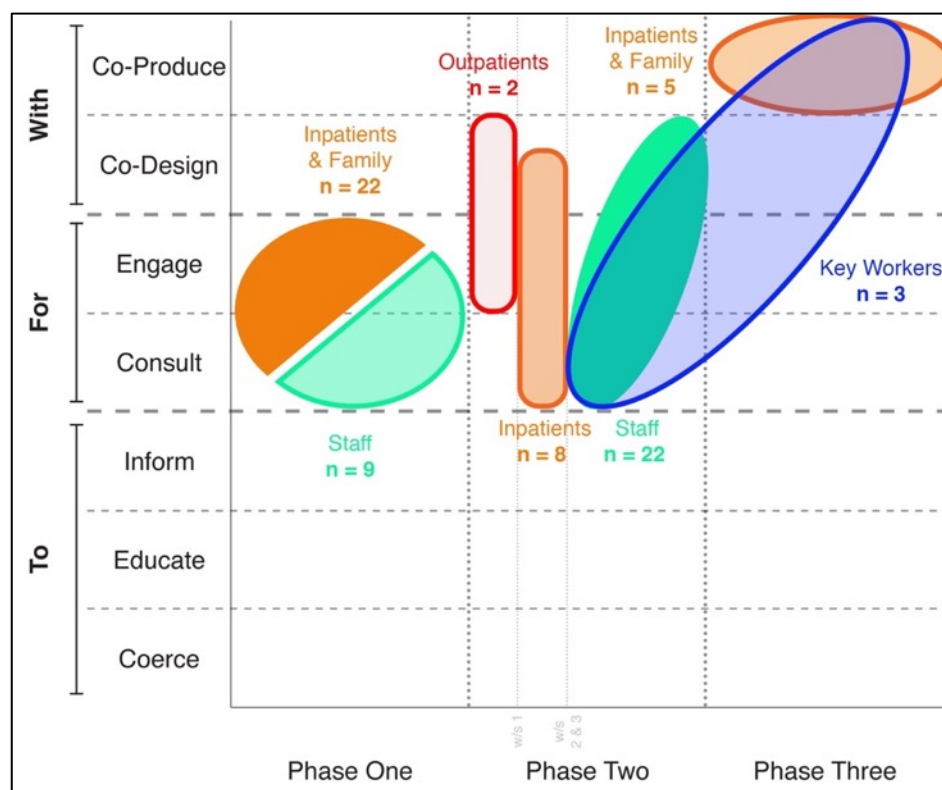 With
For
To
Co-Produce
Co-Design
Engage
Consult
Inform
Educate
Coerce
Inpatients
& Family
n = 22
Staff
n = 9
Outpatients
n = 2
Inpatients
n = 8
Staff
n = 22
Inpatients
& Family
n = 5
Key Workers
n = 3
w/s 1
w/s
2 & 3
Phase One
Phase Two
Phase Three